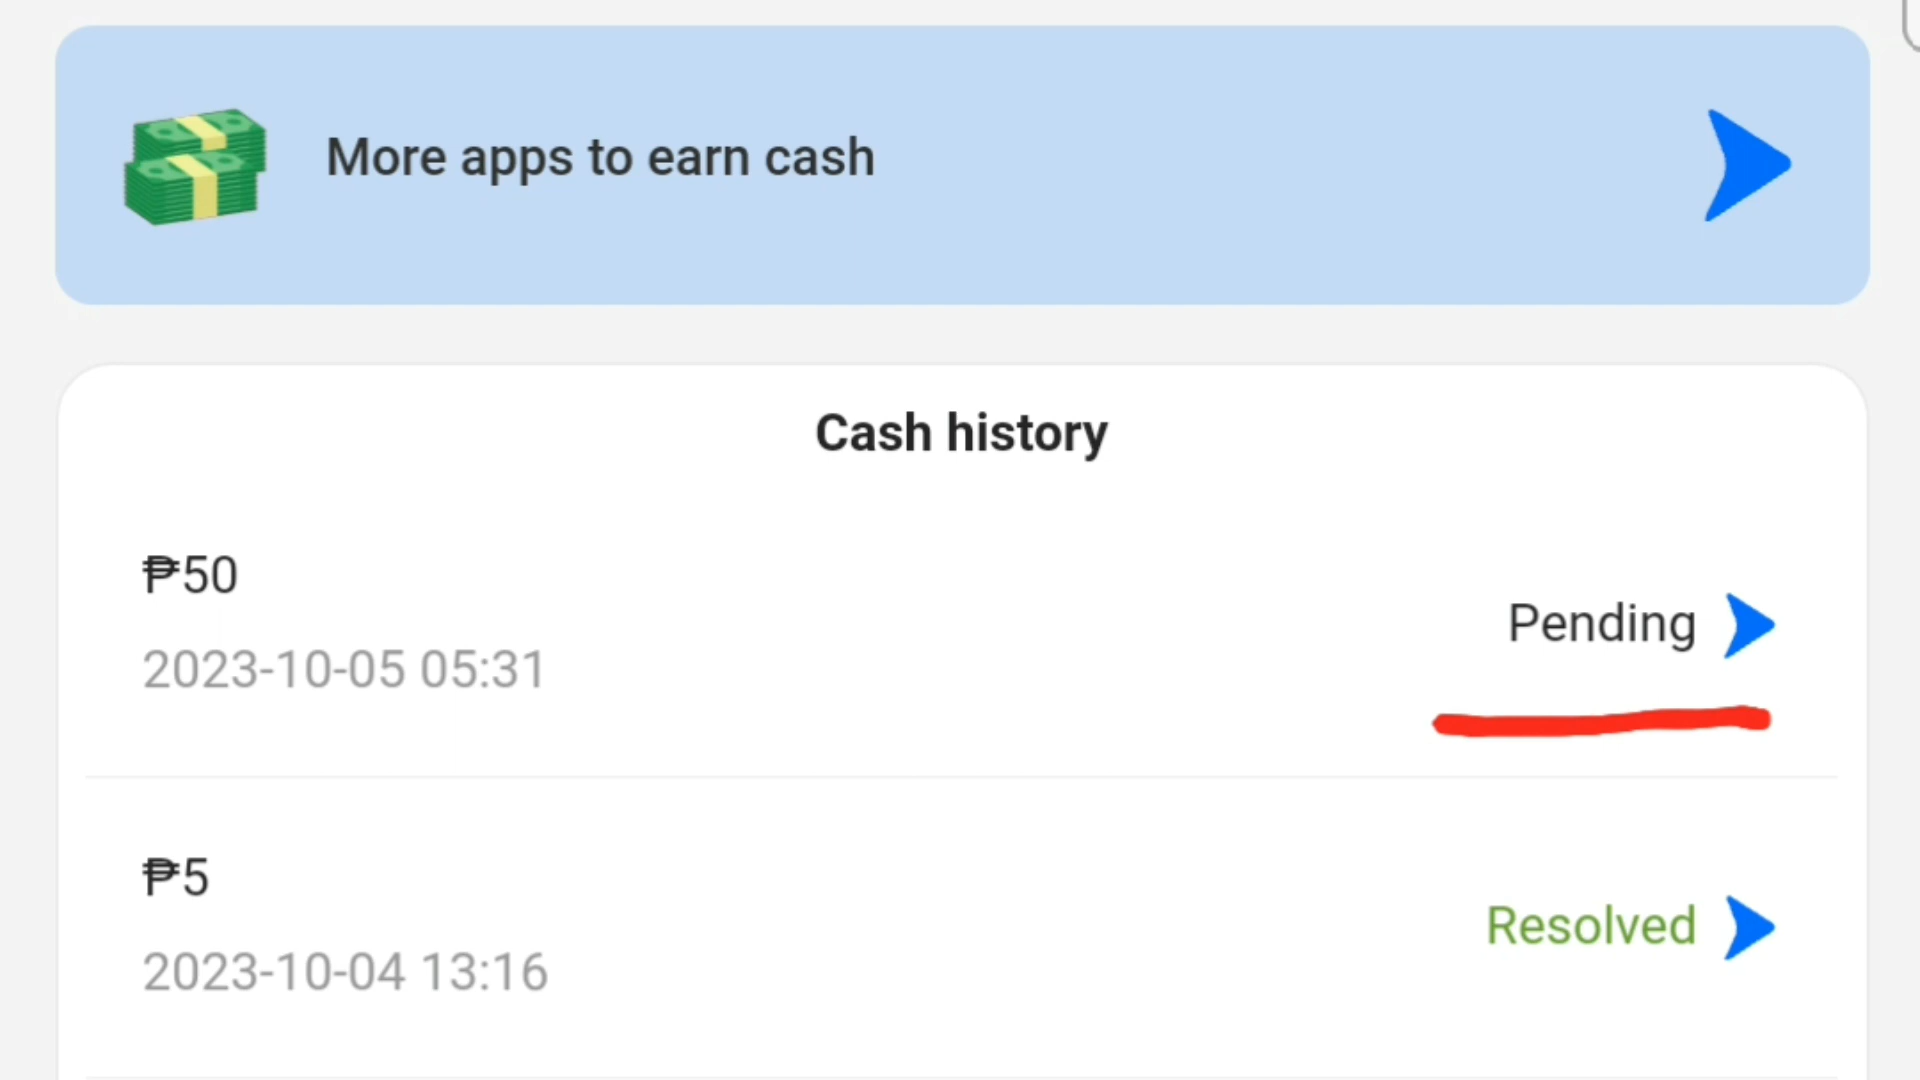 More apps to earn cash
Cash history
₱50
Pending
2023-10-05 05:31
₱5
Resolved
2023-10-04 13:16